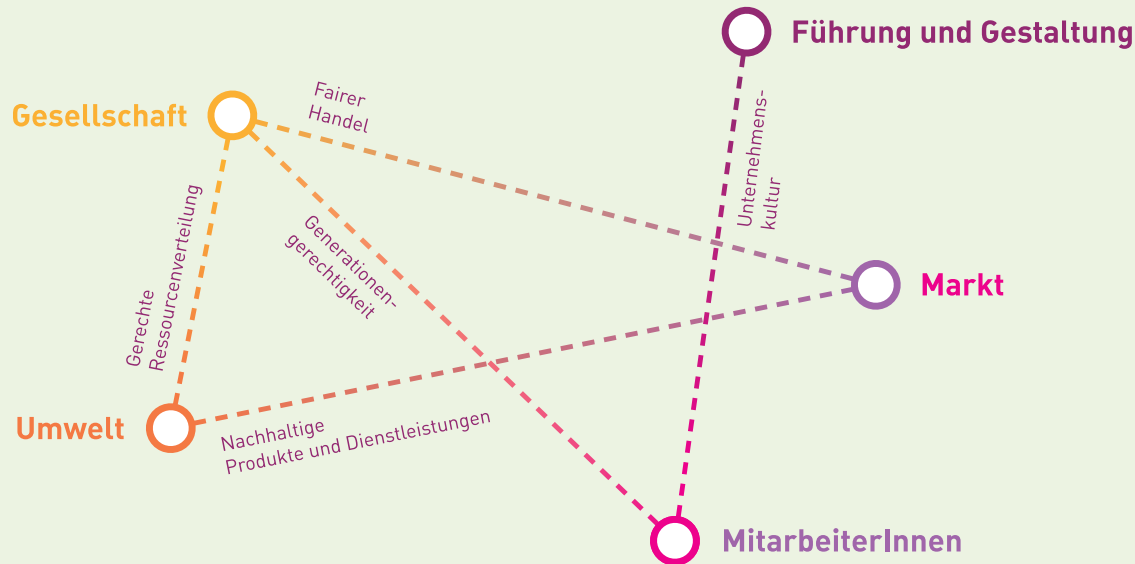 Führung und Gestaltung
Gesellschaft
Fairer
Handel
Unternehmens-
kultur
Gerechte
Ressourcenverteilung
Generationen-
gerechtigkeit
Markt
Umwelt
Nachhaltige
Produkte und Dienstleistungen
MitarbeiterInnen